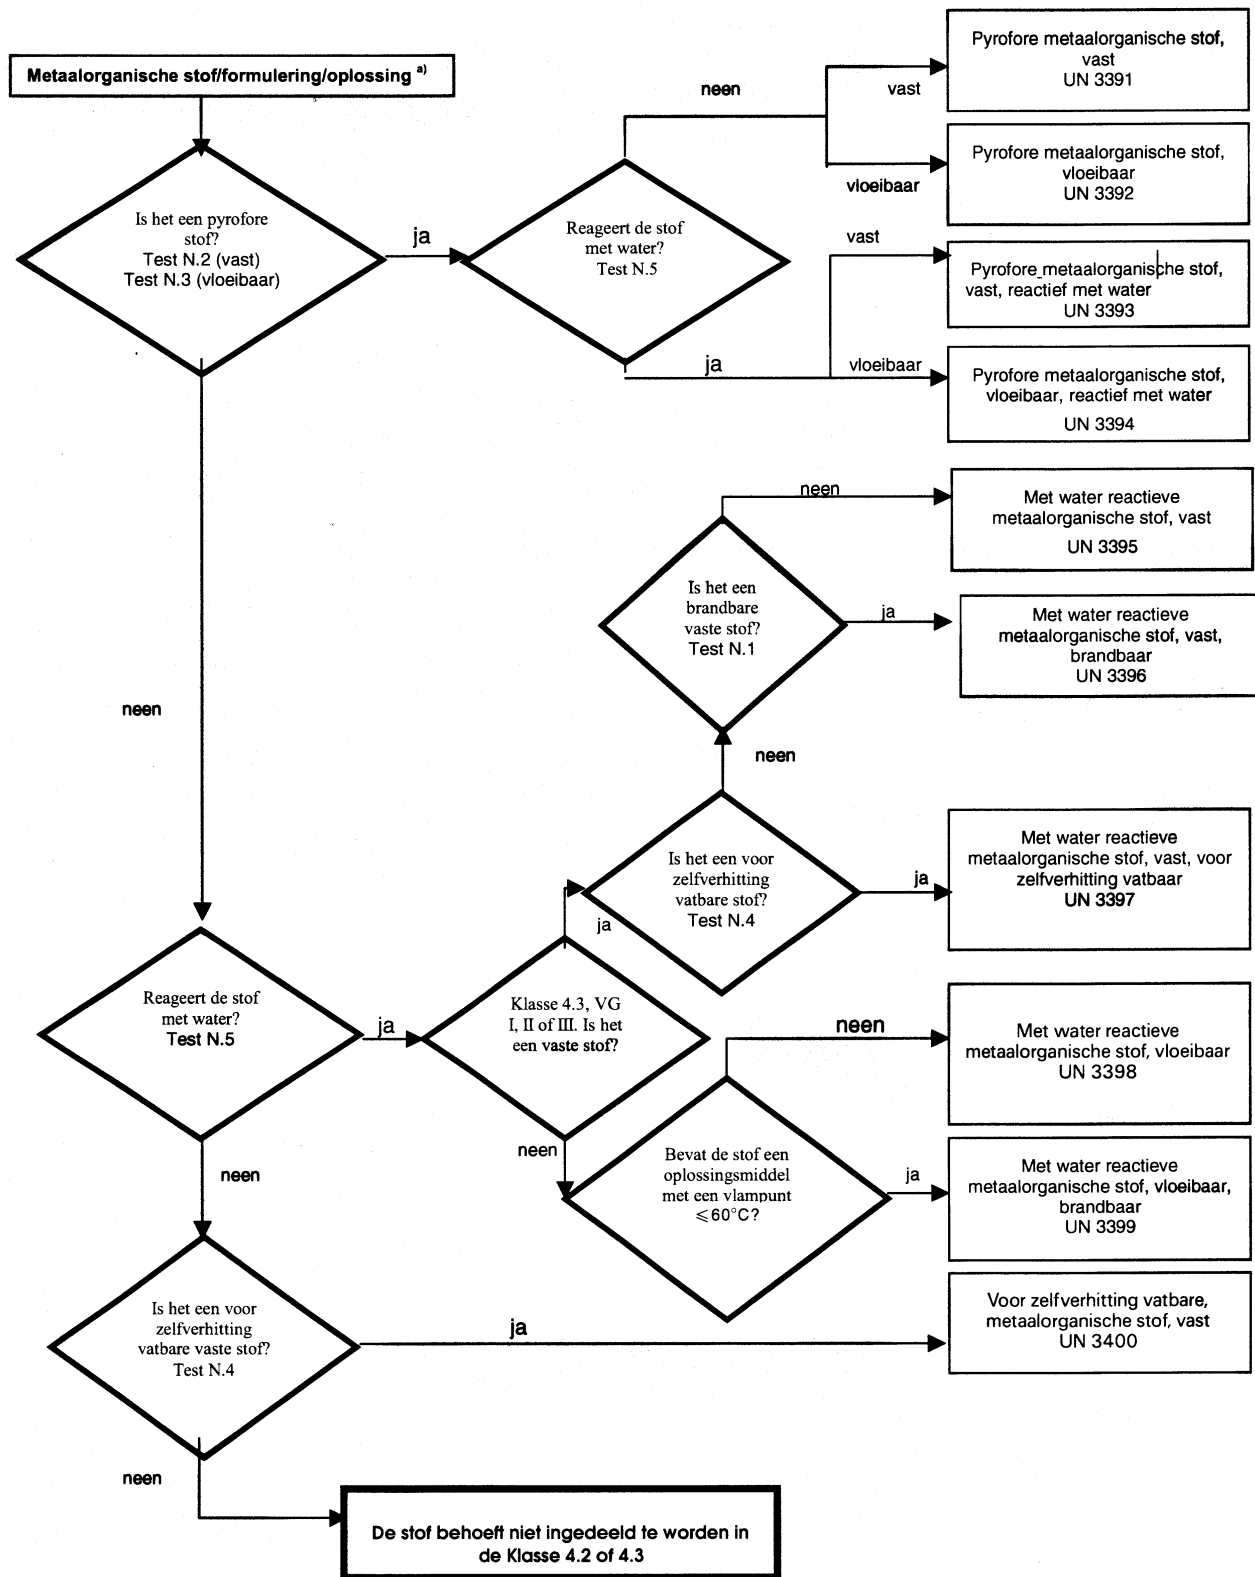 Metaalorganische stof/formulering/oplossing a)
Is het een pyrofore
stof?
Test N.2 (vast)
Test N.3 (vloeibaar)
ja
Reageert de stof
met water?
Test N.5
neen
vast
Pyrofore metaalorganische stof,
vast
UN 3391
vloeibaar
Pyrofore metaalorganische stof,
vloeibaar
UN 3392
ja
vast
Pyrofore metaalorganische stof,
vast, reactief met water
UN 3393
vloeibaar
Pyrofore metaalorganische stof,
vloeibaar, reactief met water
UN 3394
neen
Met water reactieve
metaalorganische stof, vast
UN 3395
Is het een
brandbare
vaste stof?
Test N.1
ja
Met water reactieve
metaalorganische stof, vast,
brandbaar
UN 3396
neen
neen
Is het een voor
zelfverhitting
vatbare stof?
Test N.4
ja
Met water reactieve
metaalorganische stof, vast, voor
zelfverhitting vatbaar
UN 3397
ja
Reageert de stof
met water?
Test N.5
ja
Klasse 4.3, VG
I, II of III. Is het
een vaste stof?
neen
Met water reactieve
metaalorganische stof, vloeibaar
UN 3398
neen
neen
Bevat de stof een
oplossingsmiddel
met een vlampunt
⩽60°C?
ja
Met water reactieve
metaalorganische stof, vloeibaar,
brandbaar
UN 3399
Is het een voor
zelfverhitting
vatbare vaste stof?
Test N.4
ja
Voor zelfverhitting vatbare,
metaalorganische stof, vast
UN 3400
neen
De stof behoeft niet ingedeeld te worden in
de Klasse 4.2 of 4.3